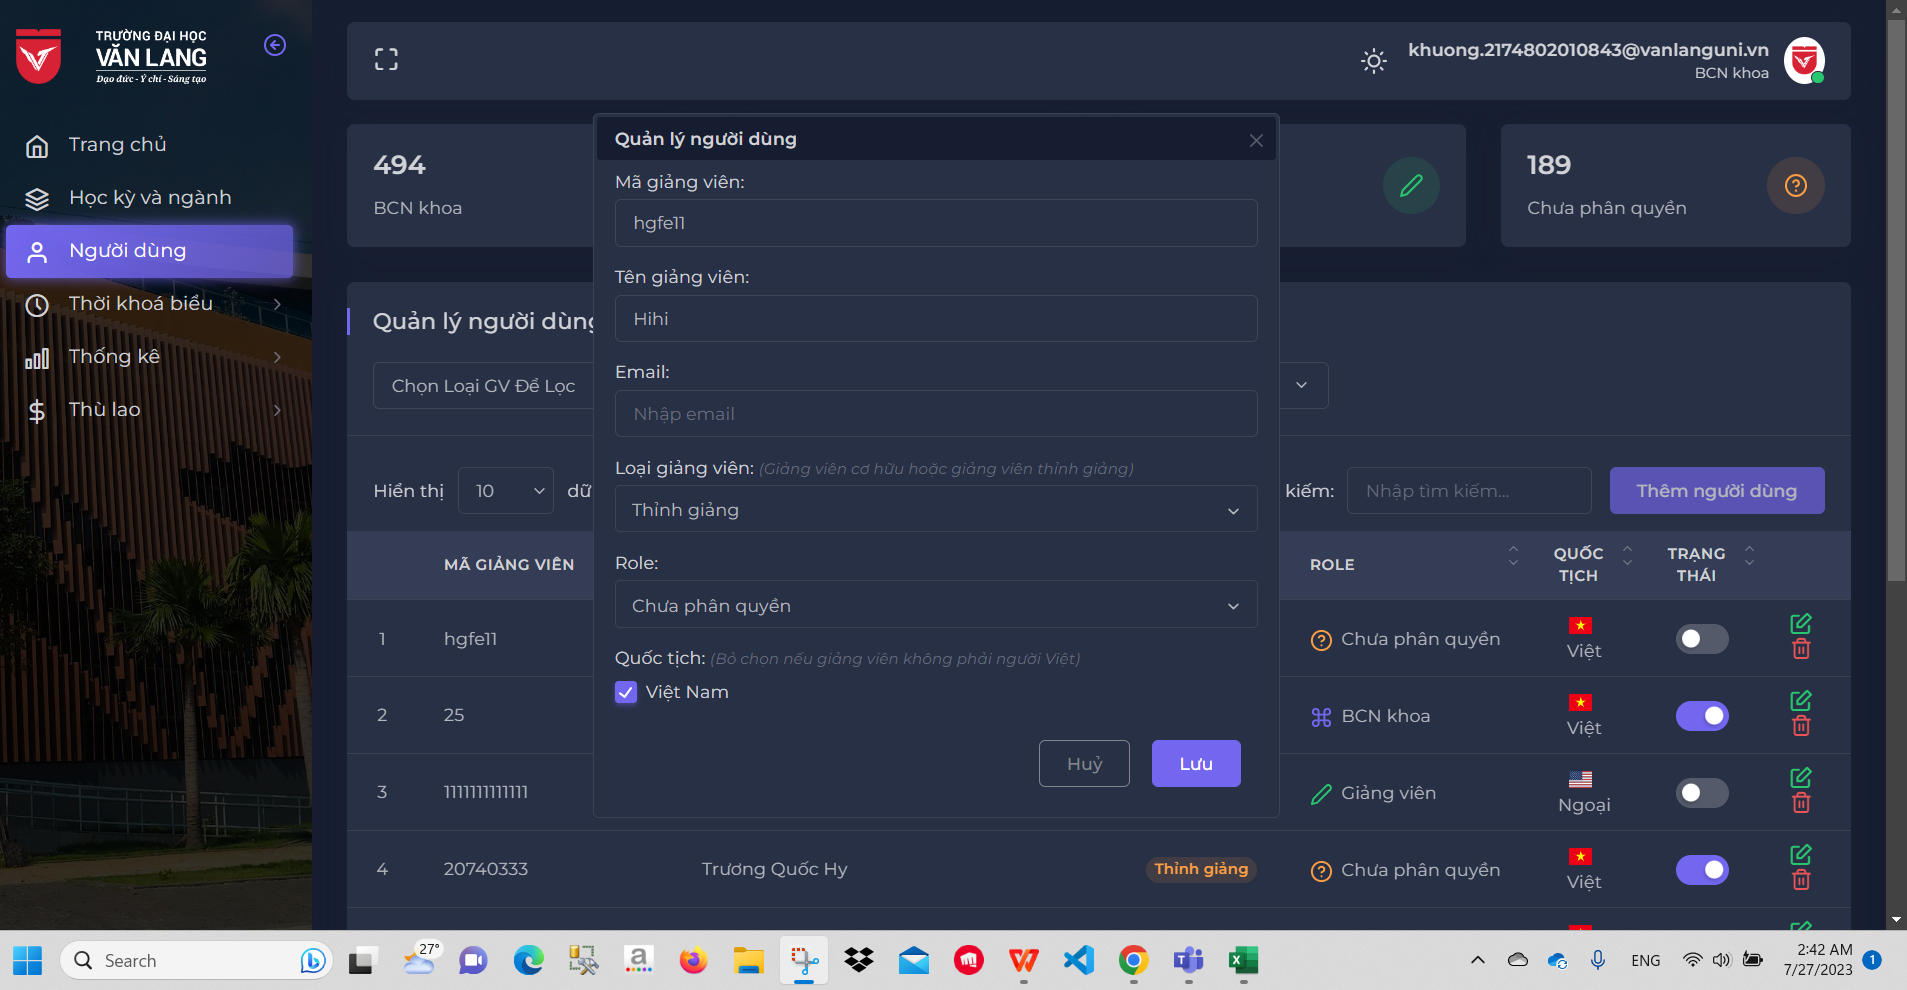 TRƯỜNG ĐẠI HỌC
VĂN LANG
Đạo đức - Ý chí - Sáng tạo
Trang chủ
Học kỳ và ngành
Người dùng
Thời khoá biểu
Thống kê
Thù lao
khuong.2174802010843@vanlanguni.vn
BCN khoa
494
BCN khoa
189
Chưa phân quyền
Quản lý người dùng
Chọn Loại GV Để Lọc
Hiển thị 10 dữ
kiếm: Nhập tìm kiếm... Thêm người dùng
Quản lý người dùng
Mã giảng viên:
hgfe11
Tên giảng viên:
Hihi
Email:
Nhập email
Loại giảng viên: (Giảng viên cơ hữu hoặc giảng viên thỉnh giảng)
Thỉnh giảng
Role:
Chưa phân quyền
Quốc tịch: (Bỏ chọn nếu giảng viên không phải người Việt)
Việt Nam
Huỷ Lưu
MÃ GIẢNG VIÊN ROLE QUỐC TỊCH TRẠNG THÁI
1 hgfe11 Chưa phân quyền Việt
2 25 BCN khoa Việt
3 1111111111111 Giảng viên Ngoại
4 20740333 Trương Quốc Hy Thỉnh giảng Chưa phân quyền Việt
Search
27°
ENG
2:42 AM
7/27/2023
1